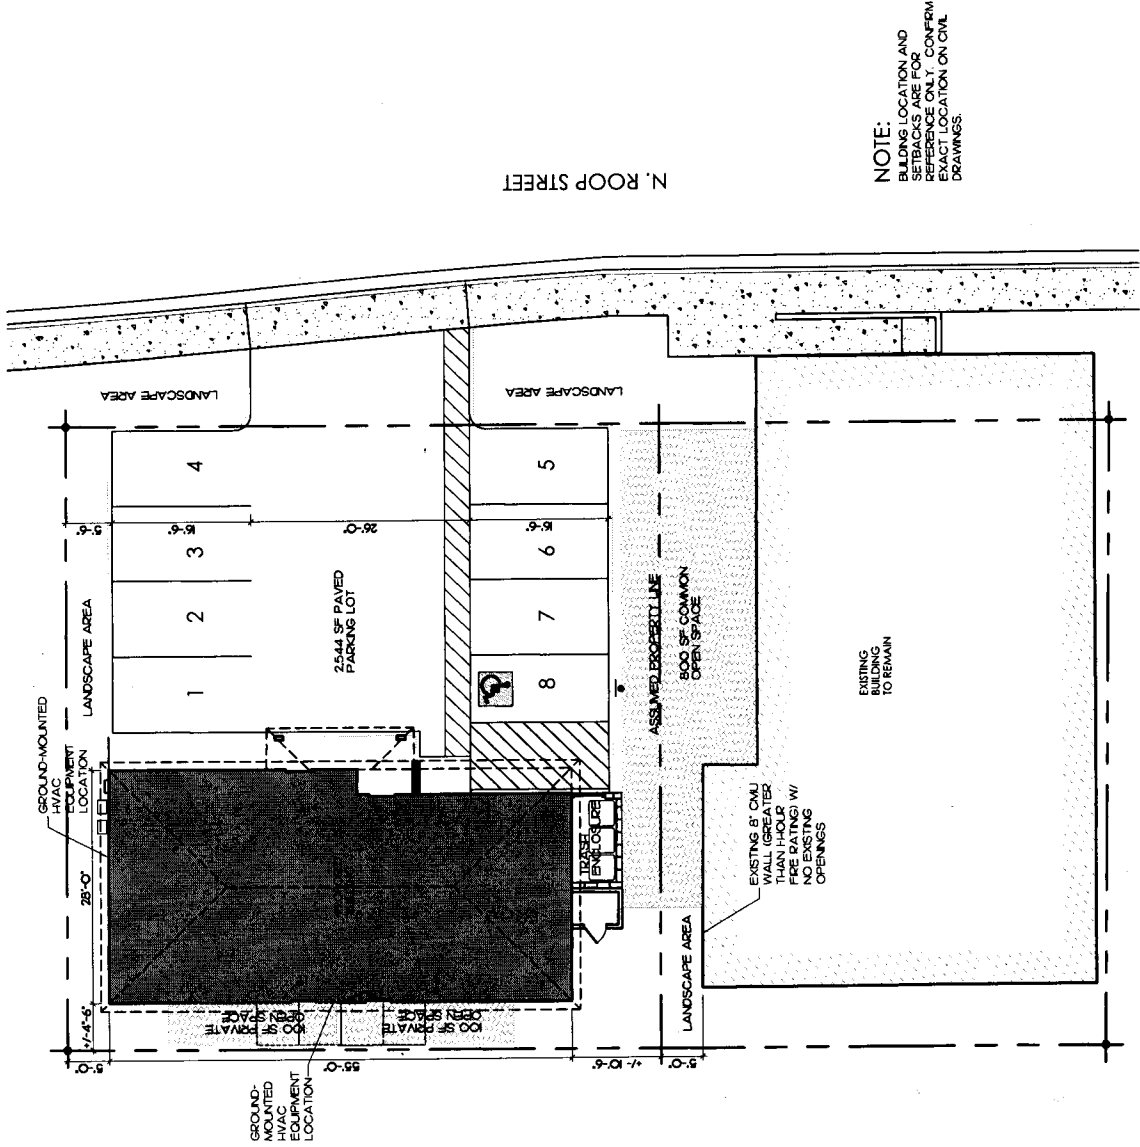 NOTE:
BUILDING LOCATION AND
SETBACKS ARE FOR
REFERENCE ONLY. CONFIRM
EXACT LOCATION ON CIVIL
DRAWINGS.
N. ROOP STREET
LANDSCAPE AREA
LANDSCAPE AREA
4
3
2
1
5
6
7
8
5'-6"
16'-6"
26'-0"
16'-6"
LANDSCAPE AREA
2,544 SF PAVED
PARKING LOT
ASSUMED PROPERTY LINE
800 SF COMMON
OPEN SPACE
EXISTING
BUILDING
TO REMAIN
GROUND-MOUNTED
HVAC
EQUIPMENT
LOCATION
28'-0"
+/-4'-6"
TRASH
ENCLOSURE
EXISTING 8" CMU
WALL (GREATER
THAN 1-HOUR
FIRE RATING) W/
NO EXISTING
OPENINGS
LANDSCAPE AREA
100 SF PRIVATE
OPEN SPACE
100 SF PRIVATE
OPEN SPACE
5'-0"
55'-0"
+/- 10'-6"
5'-0"
GROUND-
MOUNTED
HVAC
EQUIPMENT
LOCATION